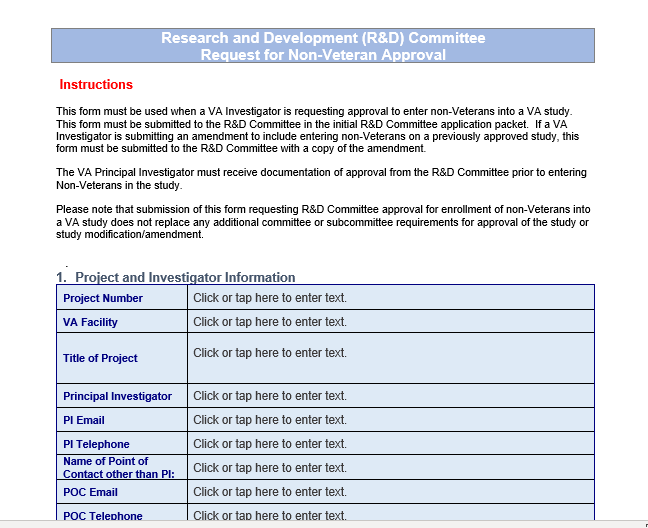 Research and Development (R&D) Committee
Request for Non-Veteran Approval
Instructions
This form must be used when a VA Investigator is requesting approval to enter non-Veterans into a VA study.
This form must be submitted to the R&D Committee in the initial R&D Committee application packet.  If a VA
Investigator is submitting an amendment to include entering non-Veterans on a previously approved study, this
form must be submitted to the R&D Committee with a copy of the amendment.
The VA Principal Investigator must receive documentation of approval from the R&D Committee prior to entering
Non-Veterans in the study.
Please note that submission of this form requesting R&D Committee approval for enrollment of non-Veterans into
a VA study does not replace any additional committee or subcommittee requirements for approval of the study or
study modification/amendment.
.
1. Project and Investigator Information
Project Number Click or tap here to enter text.
VA Facility Click or tap here to enter text.
Title of Project Click or tap here to enter text.
Principal Investigator Click or tap here to enter text.
PI Email Click or tap here to enter text.
PI Telephone Click or tap here to enter text.
Name of Point of
Contact other than PI: Click or tap here to enter text.
POC Email Click or tap here to enter text.
POC Telephone Click or tap here to enter text.